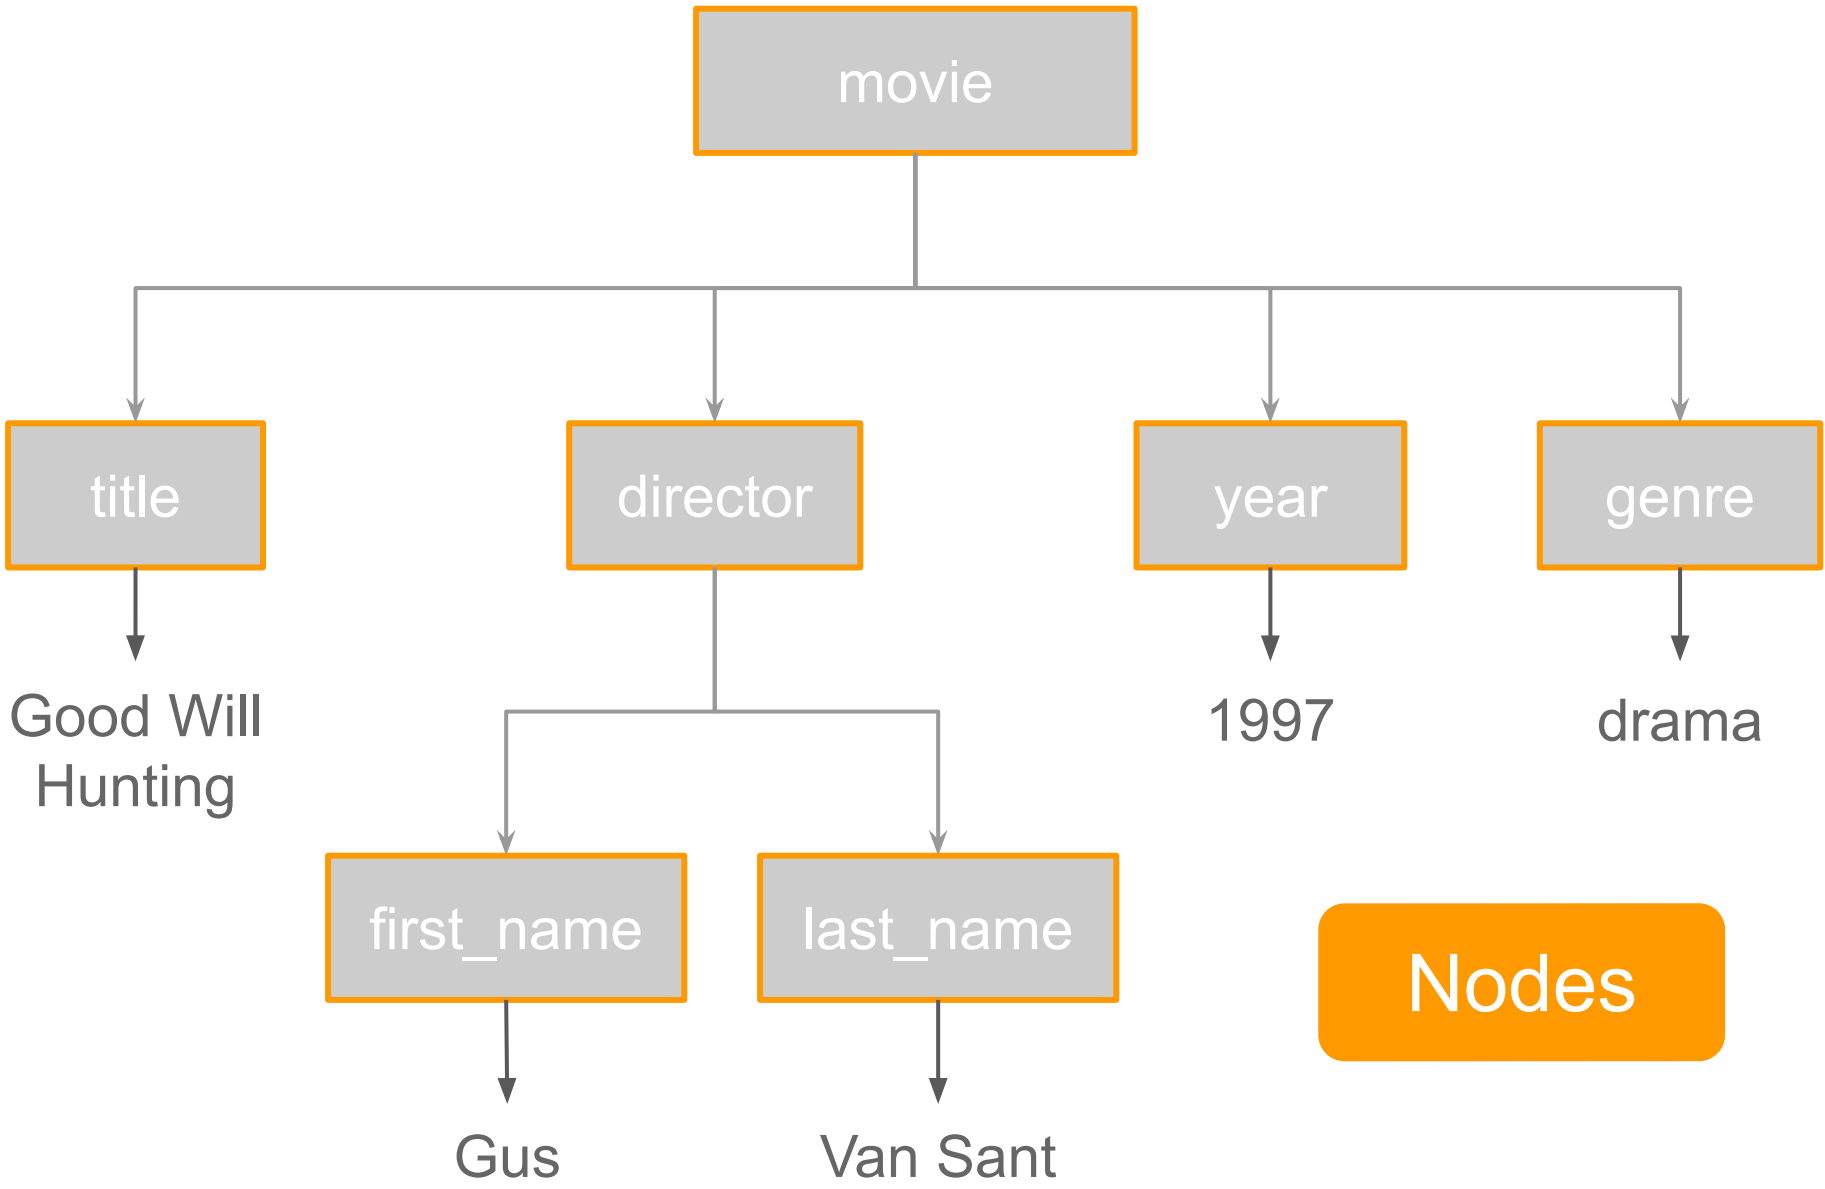 movie
title
director
year
genre
Good Will
Hunting
1997
drama
first_name
last_name
Nodes
Gus
Van Sant